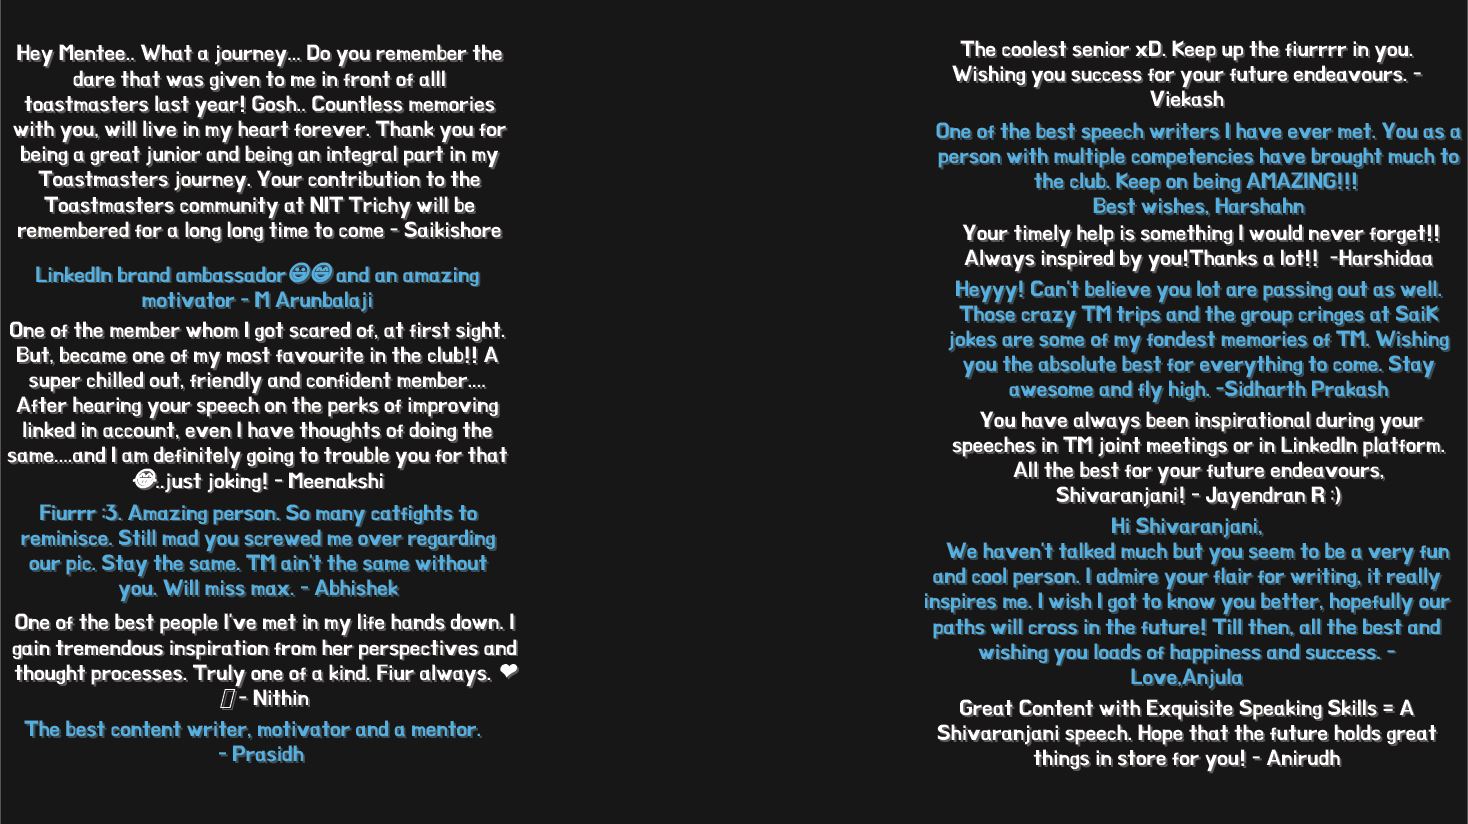 Hey Mentee.. What a journey... Do you remember the
dare that was given to me in front of alll
toastmasters last year! Gosh.. Countless memories
with you, will live in my heart forever. Thank you for
being a great junior and being an integral part in my
Toastmasters journey. Your contribution to the
Toastmasters community at NIT Trichy will be
remembered for a long long time to come - Saikishore
LinkedIn brand ambassador😄😄 and an amazing
motivator - M Arunbalaji
One of the member whom I got scared of, at first sight.
But, became one of my most favourite in the club!! A
super chilled out, friendly and confident member....
After hearing your speech on the perks of improving
linked in account, even I have thoughts of doing the
same....and I am definitely going to trouble you for that
😂..just joking! - Meenakshi
Fiurrr :3. Amazing person. So many catfights to
reminisce. Still mad you screwed me over regarding
our pic. Stay the same. TM ain't the same without
you. Will miss max. - Abhishek
One of the best people I've met in my life hands down. I
gain tremendous inspiration from her perspectives and
thought processes. Truly one of a kind. Fiur always. ❤
- Nithin
The best content writer, motivator and a mentor.
- Prasidh
The coolest senior xD. Keep up the fiurrrr in you.
Wishing you success for your future endeavours. -
Viekash
One of the best speech writers I have ever met. You as a
person with multiple competencies have brought much to
the club. Keep on being AMAZING!!!
Best wishes, Harshahn
Your timely help is something I would never forget!!
Always inspired by you!Thanks a lot!! -Harshidaa
Heyyy! Can't believe you lot are passing out as well.
Those crazy TM trips and the group cringes at SaiK
jokes are some of my fondest memories of TM. Wishing
you the absolute best for everything to come. Stay
awesome and fly high. -Sidharth Prakash
You have always been inspirational during your
speeches in TM joint meetings or in LinkedIn platform.
All the best for your future endeavours,
Shivaranjani! - Jayendran R :)
Hi Shivaranjani,
We haven't talked much but you seem to be a very fun
and cool person. I admire your flair for writing, it really
inspires me. I wish I got to know you better, hopefully our
paths will cross in the future! Till then, all the best and
wishing you loads of happiness and success. -
Love,Anjula
Great Content with Exquisite Speaking Skills = A
Shivaranjani speech. Hope that the future holds great
things in store for you! - Anirudh